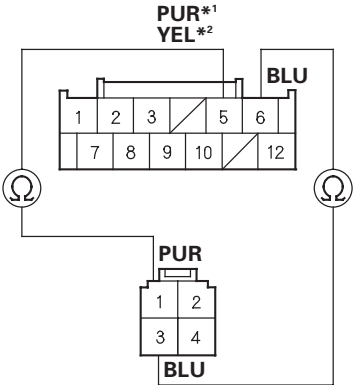 PUR*1
YEL*2
BLU
1 2 3 5 6
7 8 9 10 12
Ω Ω
PUR
1 2
3 4
BLU